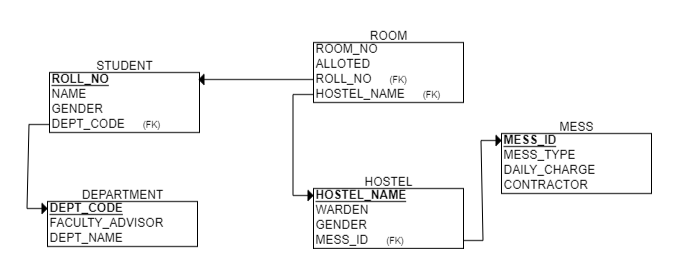 ROOM
ROOM_NO
ALLOTED
ROLL_NO (FK)
HOSTEL_NAME (FK)
STUDENT
ROLL_NO
NAME
GENDER
DEPT_CODE (FK)
MESS
MESS_ID
MESS_TYPE
DAILY_CHARGE
CONTRACTOR
HOSTEL
HOSTEL_NAME
WARDEN
GENDER
MESS_ID (FK)
DEPARTMENT
DEPT_CODE
FACULTY_ADVISOR
DEPT_NAME